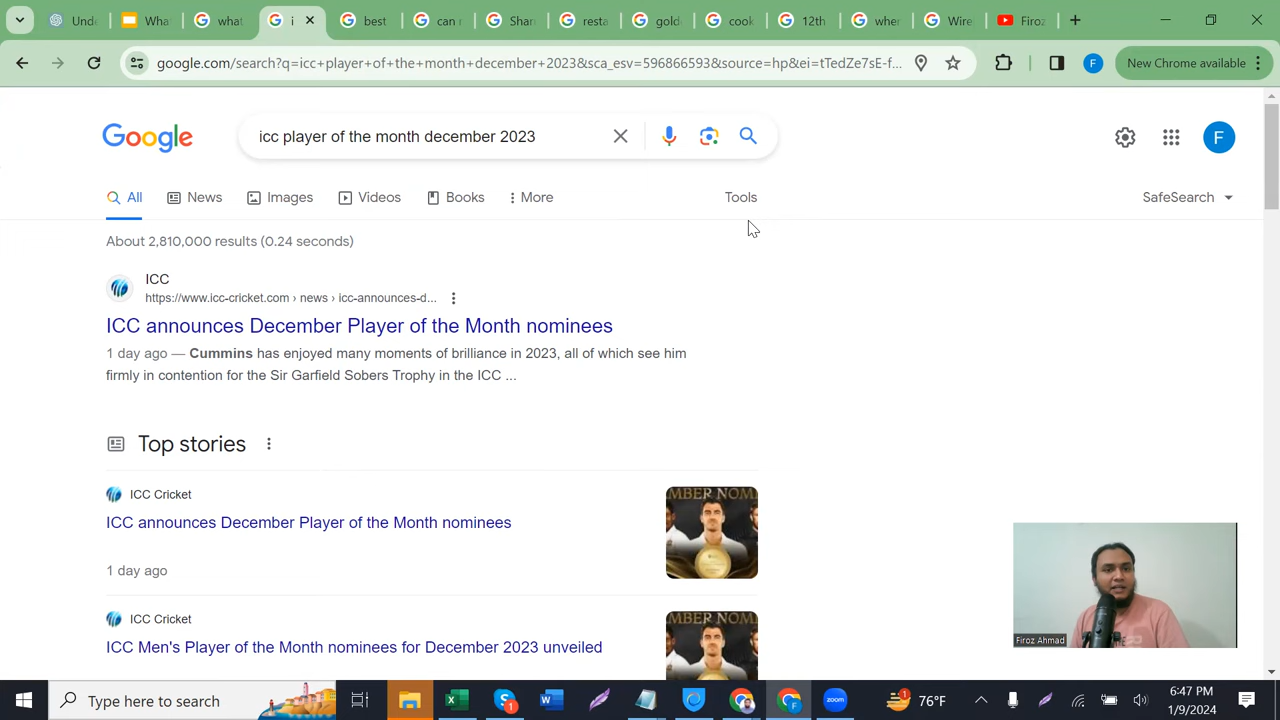 Unde
What
what
i
best
can r
Shar
resta
gold
cook
12th
wher
Wire
Firoz
google.com/search?q=icc+player+of+the+month+december+2023&sca_esv=596866593&source=hp&ei=tTedZe7sE-f...
F
New Chrome available
Google
icc player of the month december 2023
F
All
News
Images
Videos
Books
More
Tools
SafeSearch
About 2,810,000 results (0.24 seconds)
ICC
https://www.icc-cricket.com › news › icc-announces-d...
ICC announces December Player of the Month nominees
1 day ago — Cummins has enjoyed many moments of brilliance in 2023, all of which see him
firmly in contention for the Sir Garfield Sobers Trophy in the ICC ...
Top stories
ICC Cricket
ICC announces December Player of the Month nominees
1 day ago
MBER NOM
ICC Cricket
ICC Men's Player of the Month nominees for December 2023 unveiled
MBER NOM
Firoz Ahmad
Type here to search
1
zoom
1
76°F
6:47 PM
1/9/2024